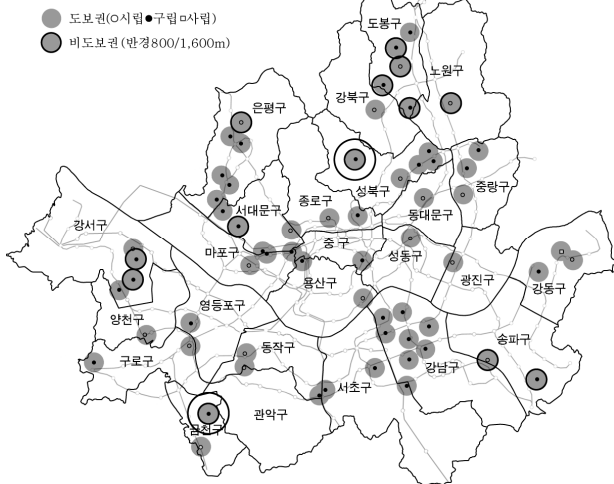 도보권(○시립●구립□사립)
비도보권(반경800/1,600m)
도봉구
노원구
강북구
은평구
성북구
중랑구
종로구
서대문구
동대문구
강서구
마포구
중구
성동구
용산구
광진구
강동구
영등포구
양천구
송파구
동작구
구로구
강남구
서초구
관악구
금천구